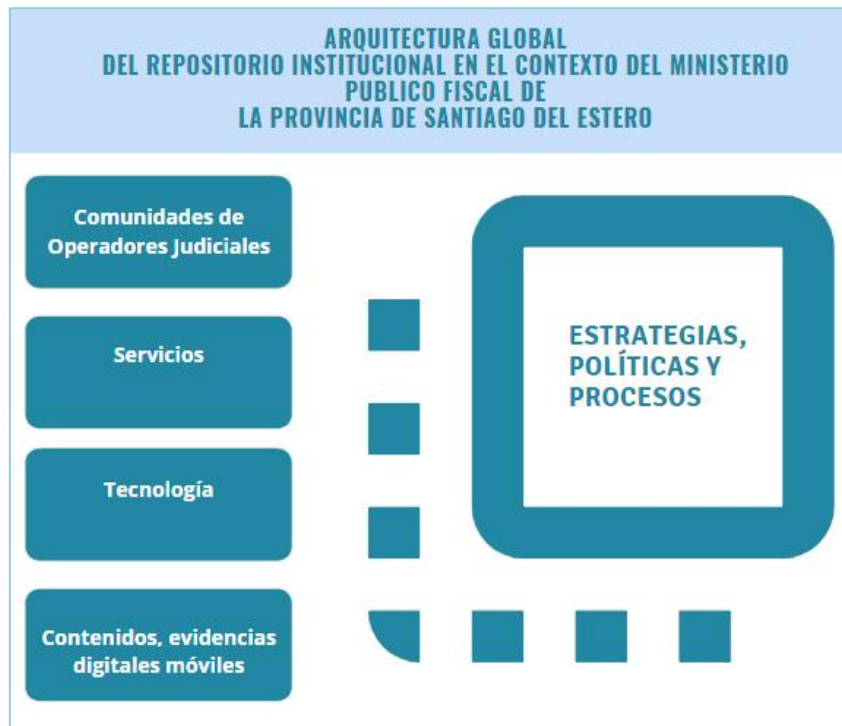 ARQUITECTURA GLOBAL
DEL REPOSITORIO INSTITUCIONAL EN EL CONTEXTO DEL MINISTERIO
PUBLICO FISCAL DE
LA PROVINCIA DE SANTIAGO DEL ESTERO
Comunidades de
Operadores Judiciales
Servicios
Tecnología
Contenidos, evidencias
digitales móviles
ESTRATEGIAS,
POLÍTICAS Y
PROCESOS